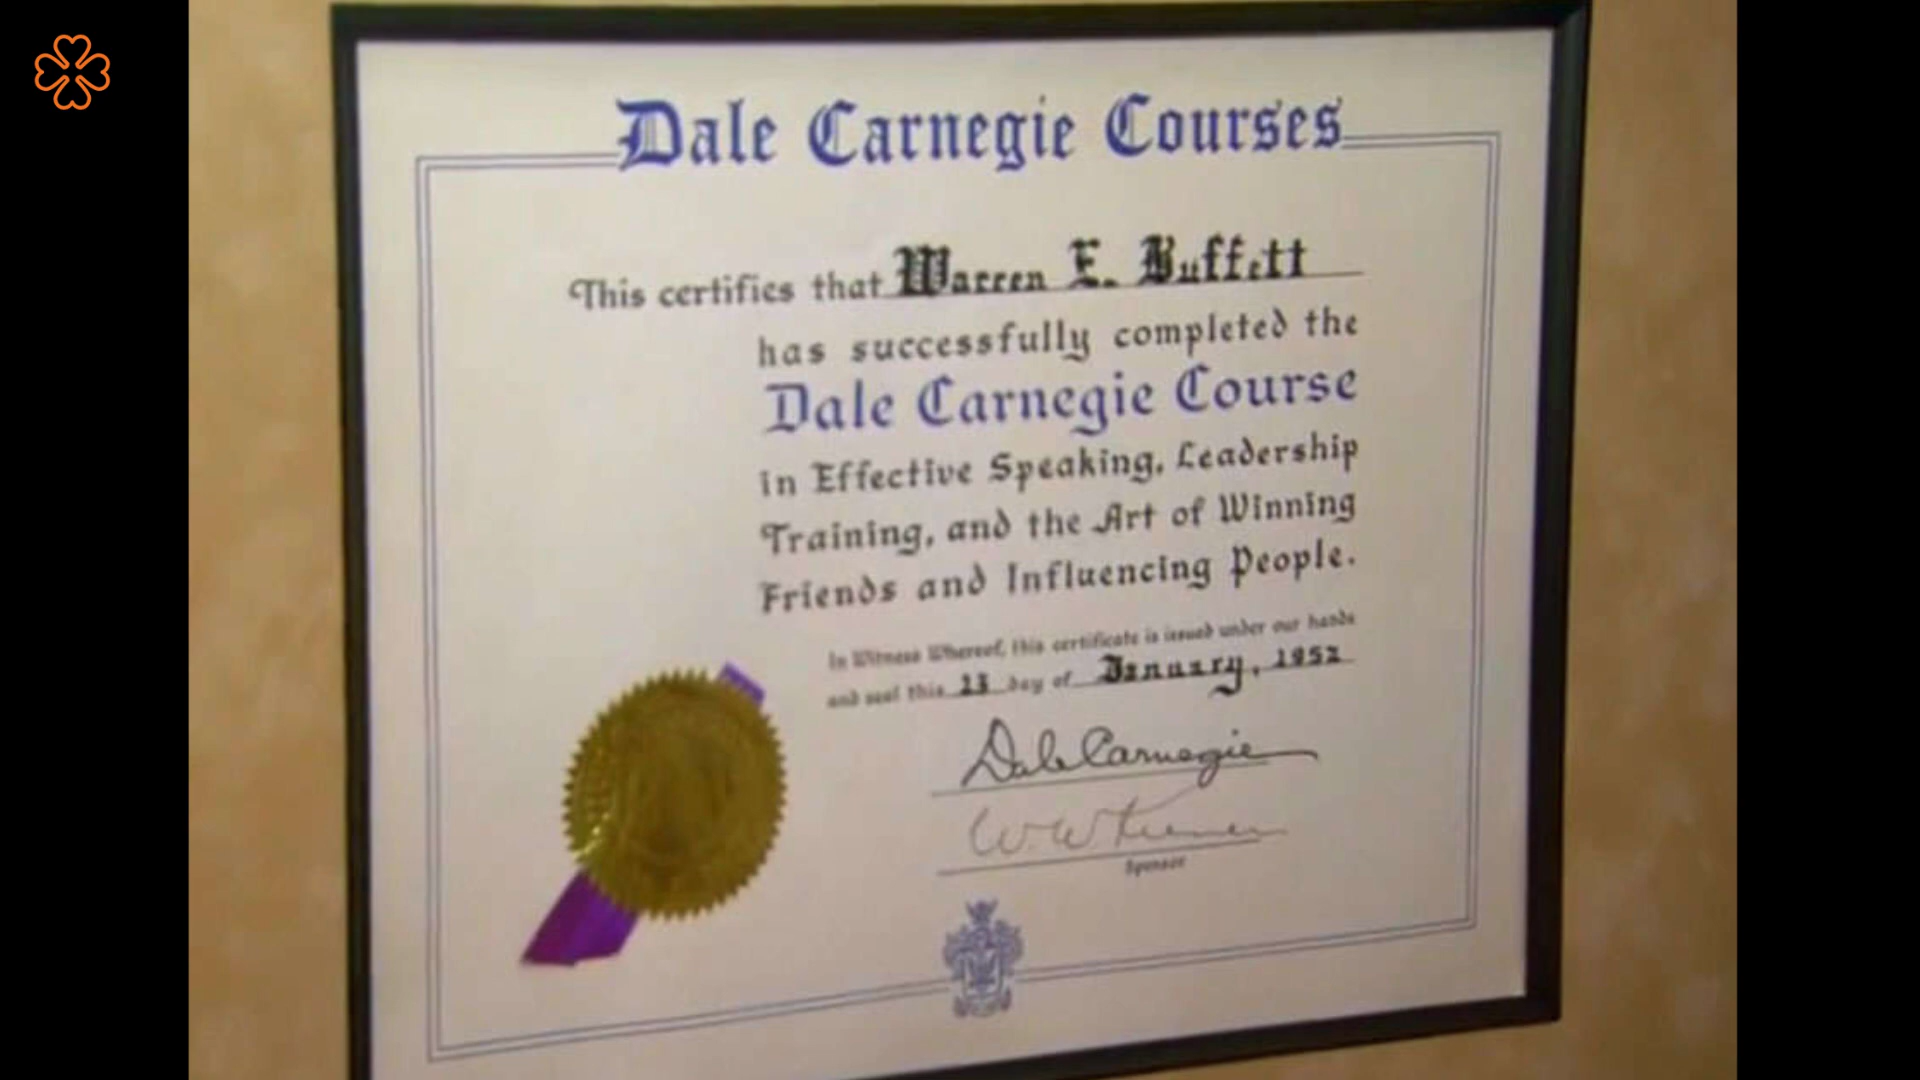 Dale Carnegie Courses
This certifies that Warren E. Buffett
has successfully completed the
Dale Carnegie Course
in Effective Speaking, Leadership
Training, and the Art of Winning
Friends and Influencing People.
In Witness Whereof, this certificate is issued under our hands
and seal this 13 day of January, 1952
Dale Carnegie
W W
Sponsor